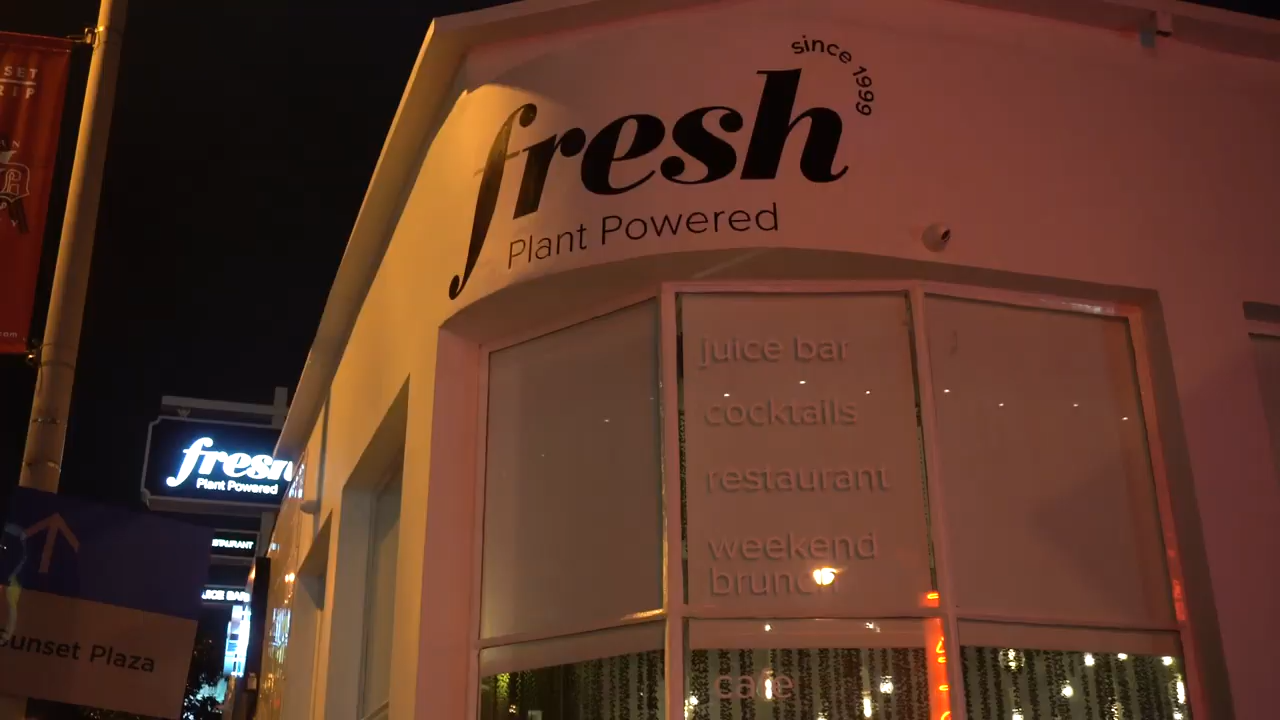 since 1999
fresh
Plant Powered
juice bar
cocktails
restaurant
weekend
brunch
cafe
fresh
Plant Powered
Sunset Plaza